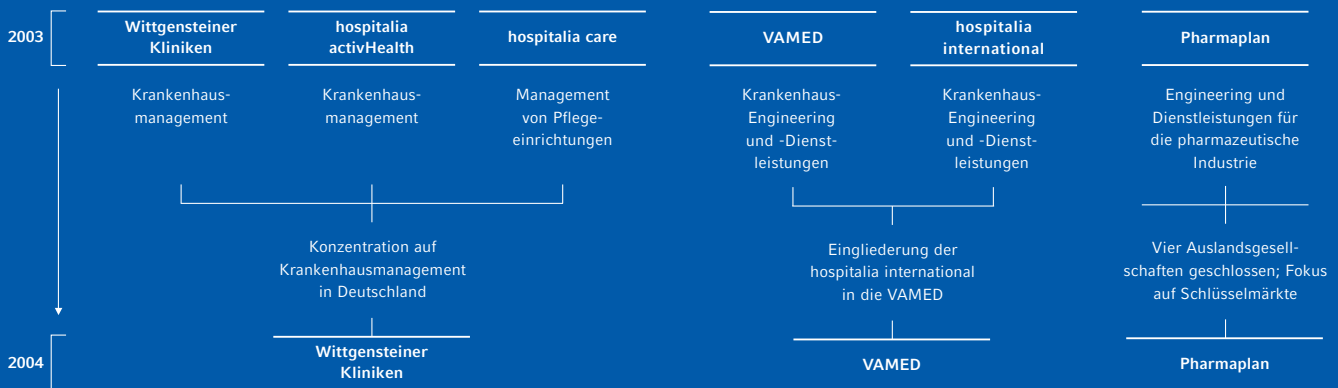 2003
Wittgensteiner
Kliniken
hospitalia
activHealth
hospitalia care
VAMED
hospitalia
international
Pharmaplan
Krankenhaus-
management
Krankenhaus-
management
Management
von Pflege-
einrichtungen
Krankenhaus-
Engineering
und -Dienst-
leistungen
Krankenhaus-
Engineering
und -Dienst-
leistungen
Engineering und
Dienstleistungen für
die pharmazeutische
Industrie
Konzentration auf
Krankenhausmanagement
in Deutschland
Eingliederung der
hospitalia international
in die VAMED
Vier Auslandsgesell-
schaften geschlossen; Fokus
auf Schlüsselmärkte
2004
Wittgensteiner
Kliniken
VAMED
Pharmaplan